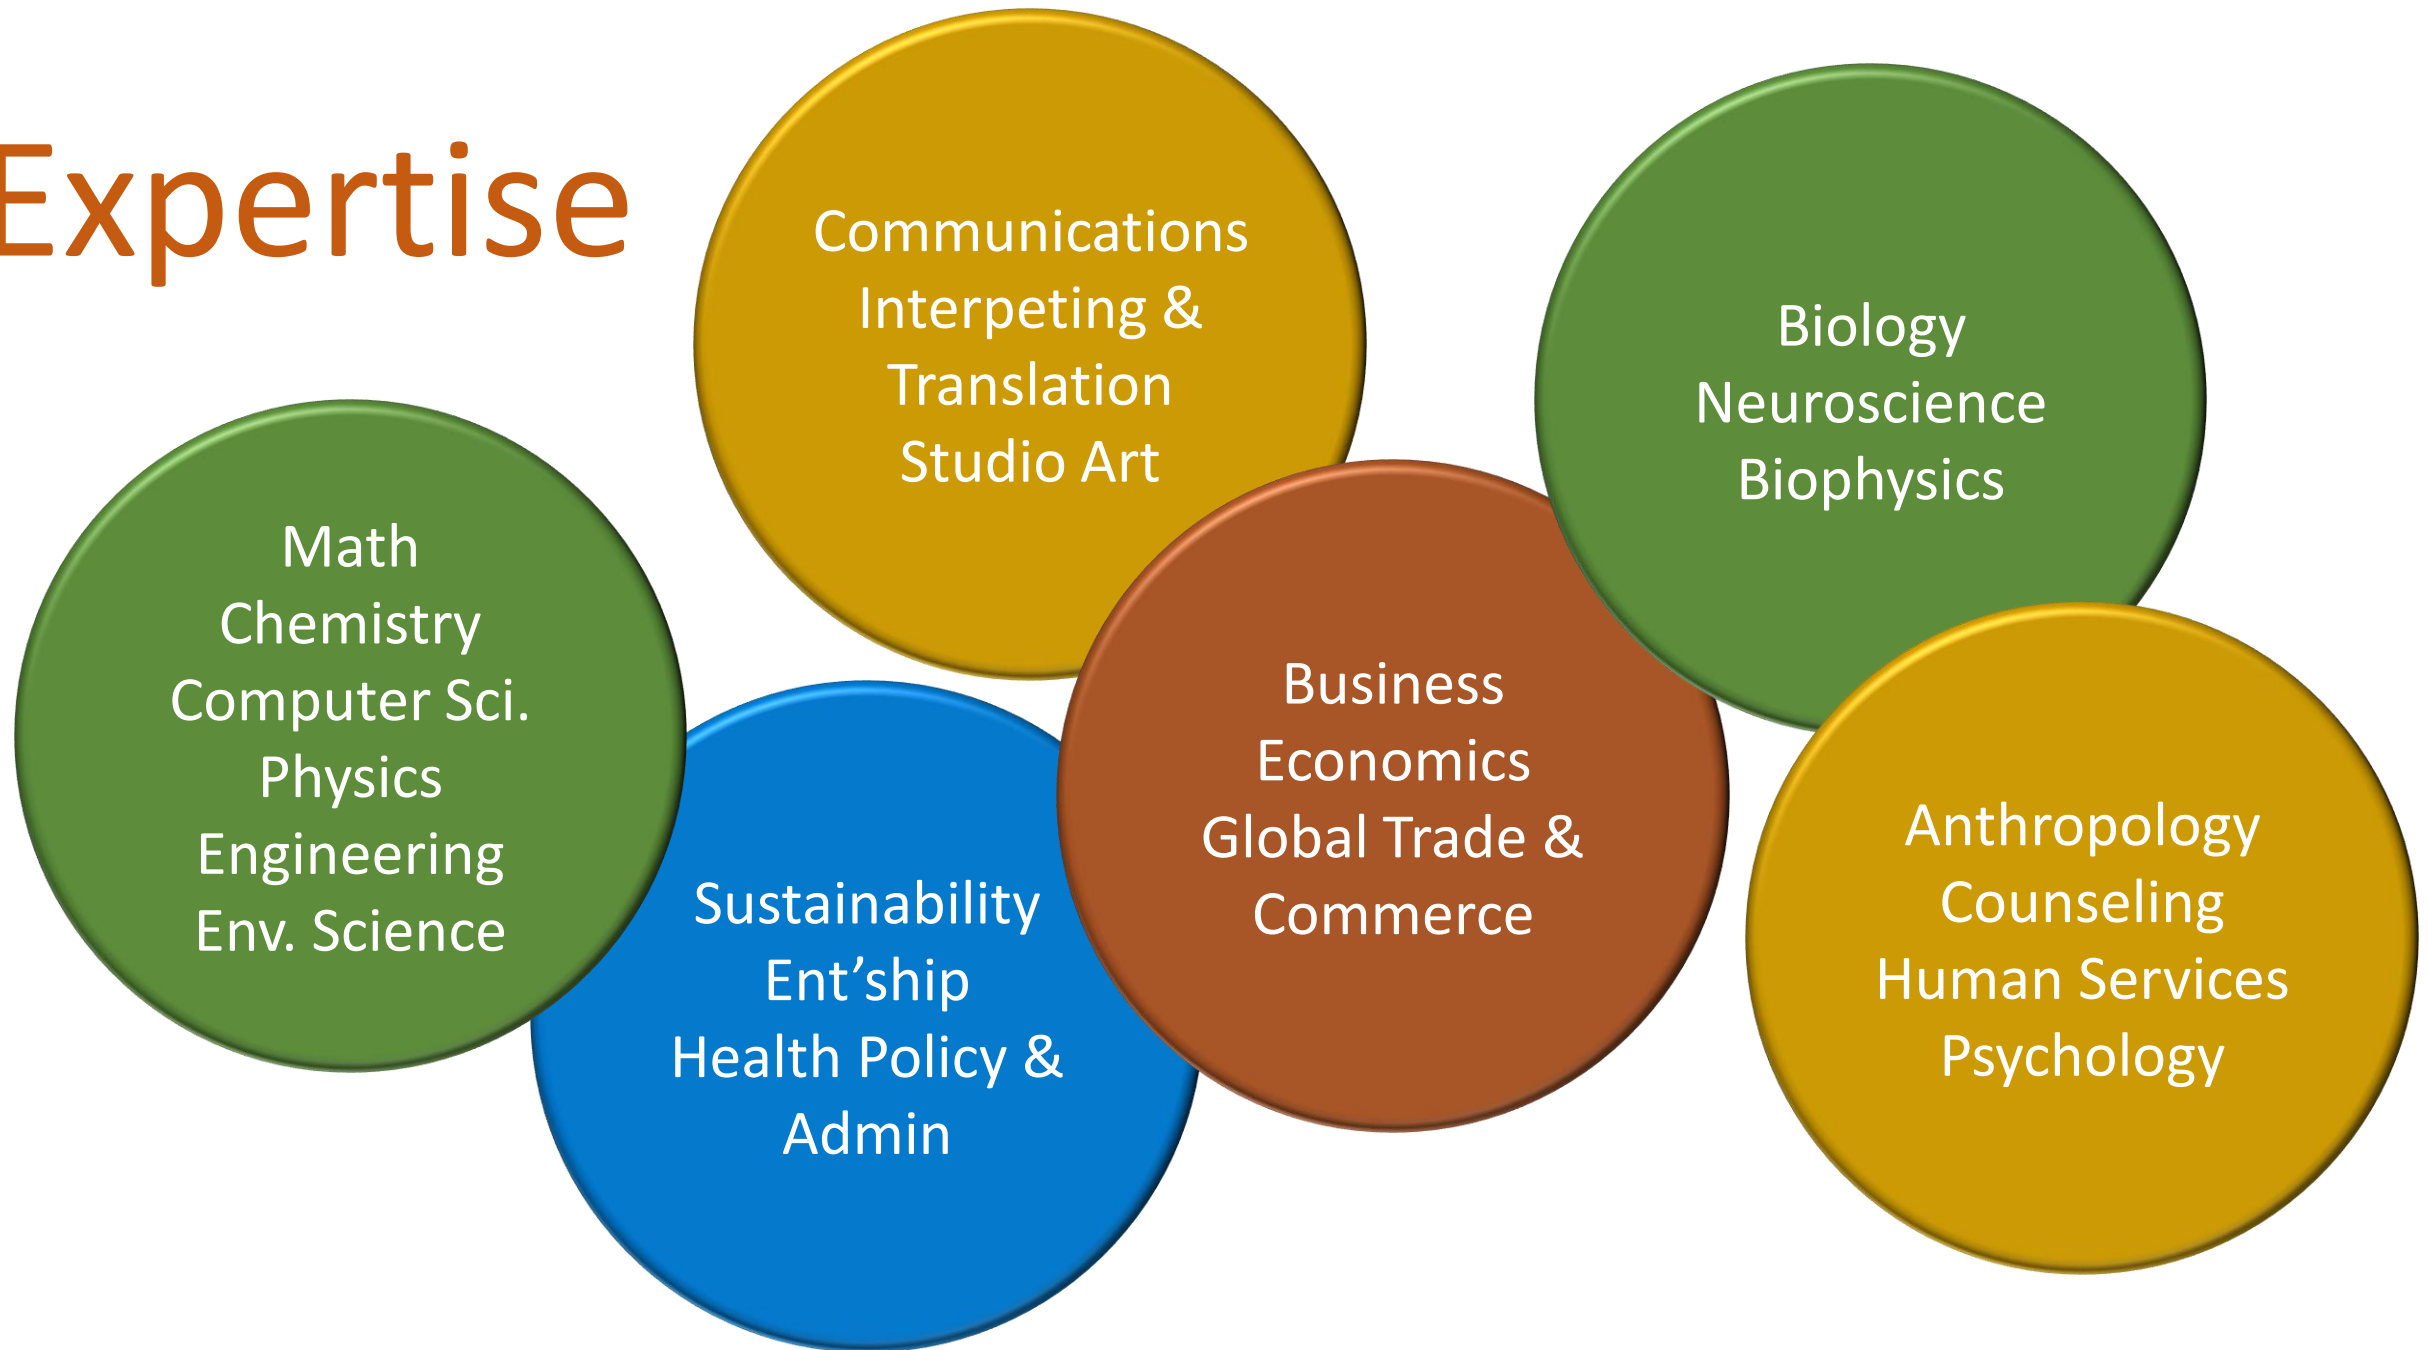 Expertise
Communications
Interpeting &
Translation
Studio Art
Biology
Neuroscience
Biophysics
Math
Chemistry
Computer Sci.
Physics
Engineering
Env. Science
Sustainability
Ent’ship
Health Policy &
Admin
Business
Economics
Global Trade &
Commerce
Anthropology
Counseling
Human Services
Psychology